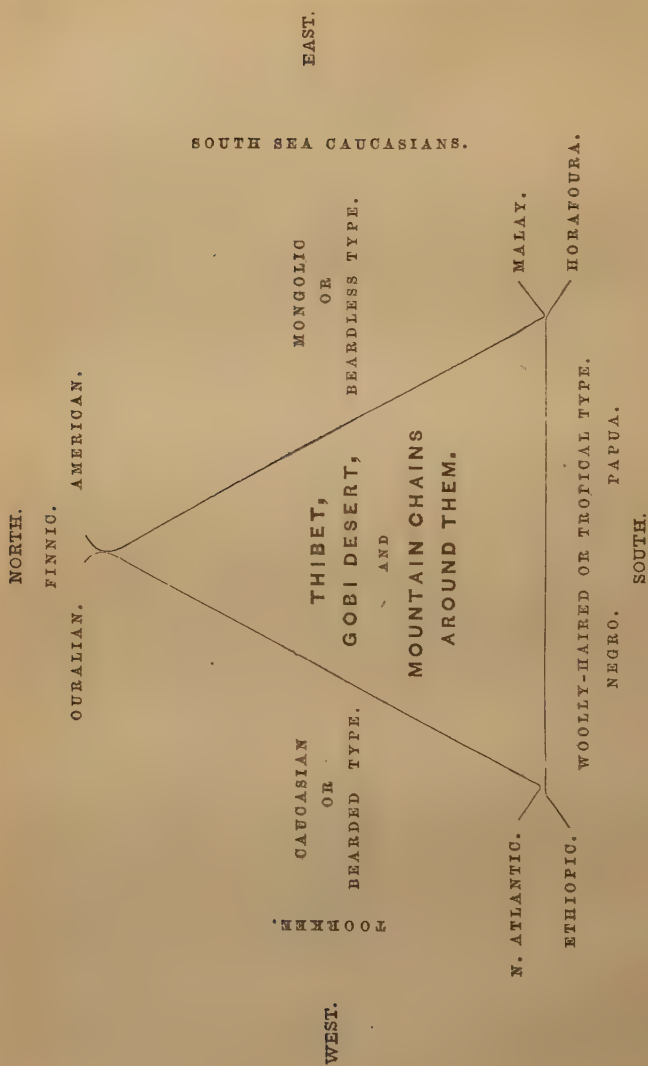 NORTH.
FINNIC.
OURALIAN. AMERICAN.
WEST.
TOORKEE.
CAUCASIAN
OR
BEARDED TYPE.
THIBET,
GOBI DESERT,
AND
MOUNTAIN CHAINS
AROUND THEM.
MONGOLIC
OR
BEARDLESS TYPE.
SOUTH SEA CAUCASIANS.
EAST.
N. ATLANTIC.
ETHIOPIC.
MALAY.
HORAFOURA.
WOOLLY-HAIRED OR TROPICAL TYPE.
NEGRO. PAPUA.
SOUTH.